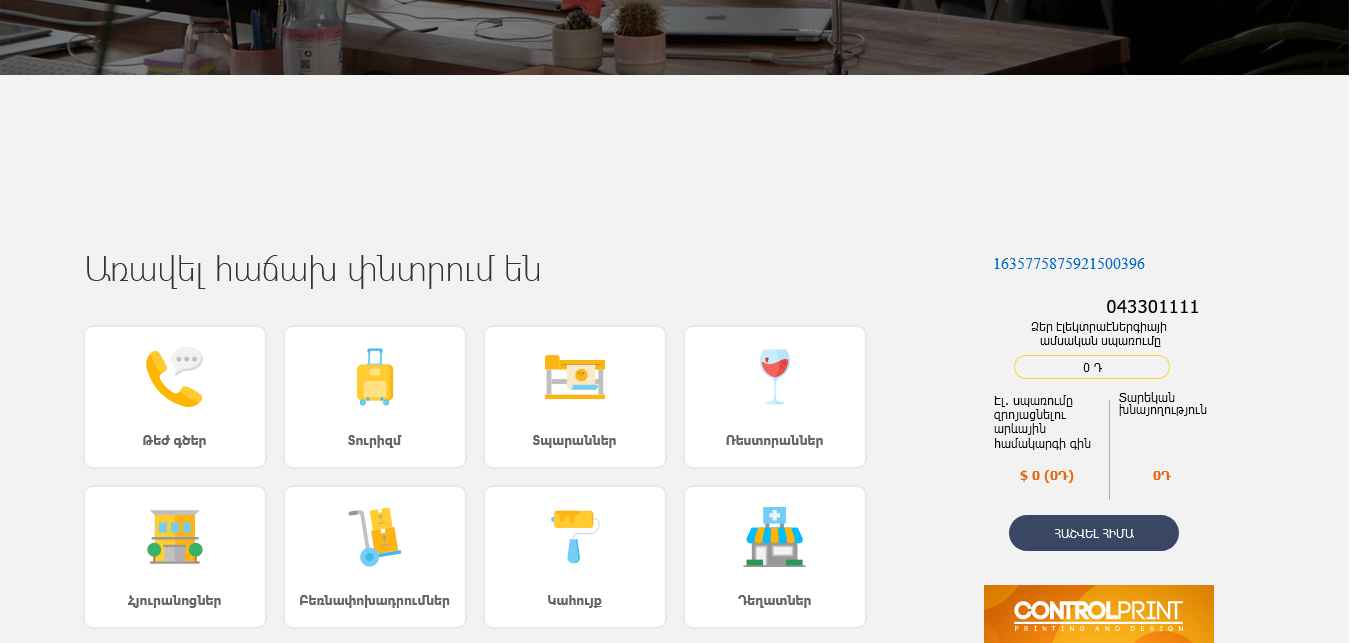 Առավել հաճախ փնտրում են
Թեժ գծեր
Տուրիզմ
Տպարաններ
Ռեստորաններ
Հյուրանոցներ
Բեռնափոխադրումներ
Կահույք
Դեղատներ
1635775875921500396
043301111
Ձեր էլեկտրաէներգիայի
ամսական սպառումը
0 Դ
Էլ. սպառումը
զրոյացնելու
արևային
համակարգի գին
$ 0 (0Դ)
Տարեկան
խնայողություն
0Դ
ՀԱՇՎԵԼ ՀԻՄԱ
CONTROLPRINT
PRINTING AND DESIGN